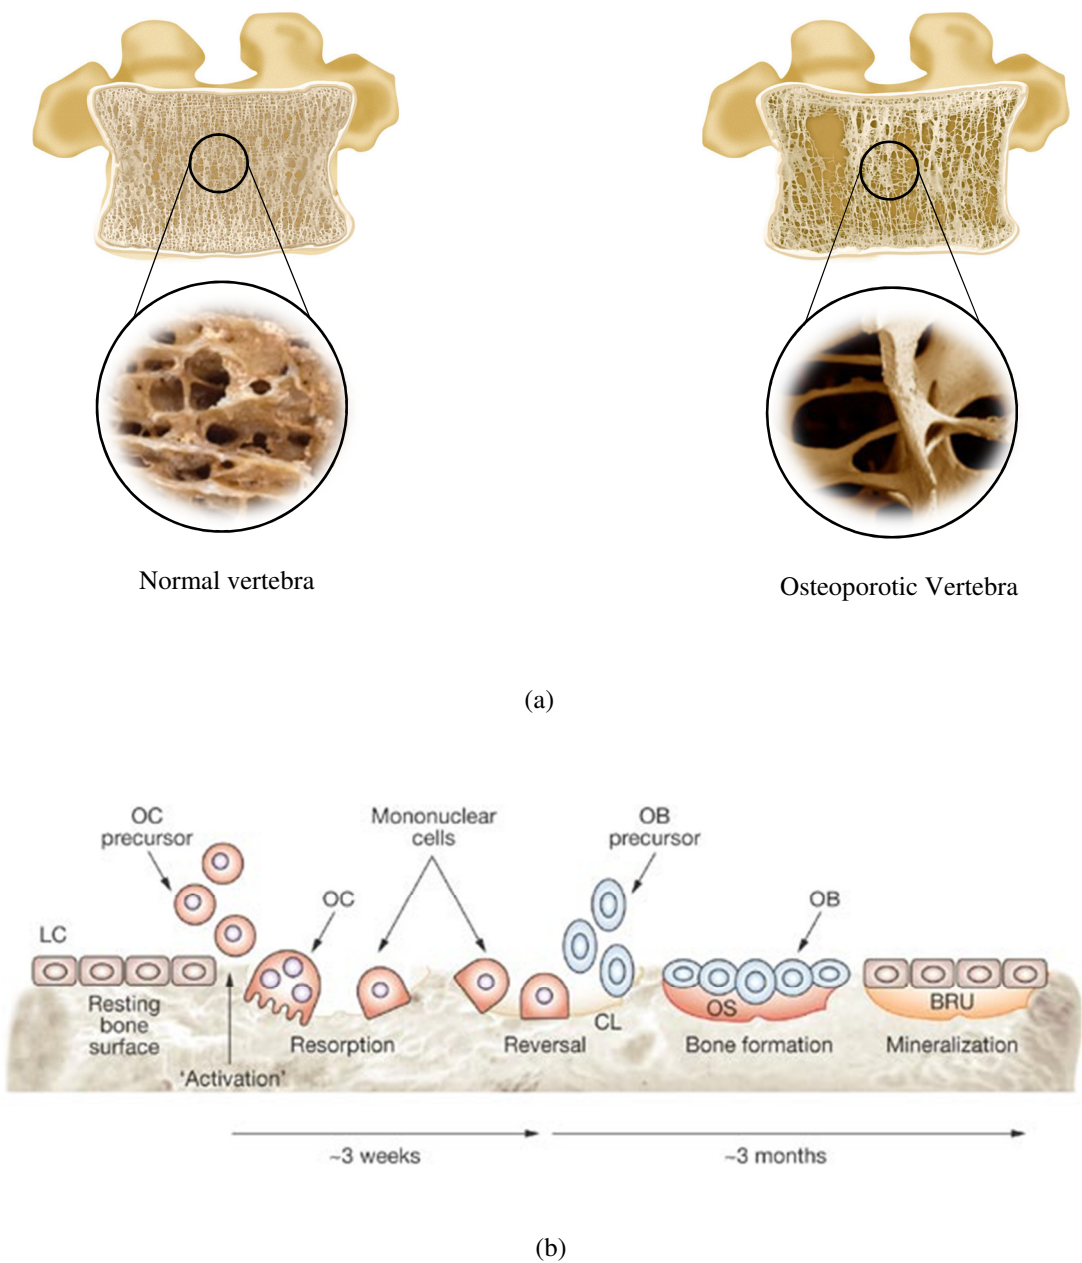 Normal vertebra
Osteoporotic Vertebra
(a)
OC
precursor
Mononuclear
cells
OB
precursor
OC
OB
LC
Resting
bone
surface
OS
BRU
CL
Resorption
Reversal
Bone formation
Mineralization
'Activation'
~3 weeks
~3 months
(b)